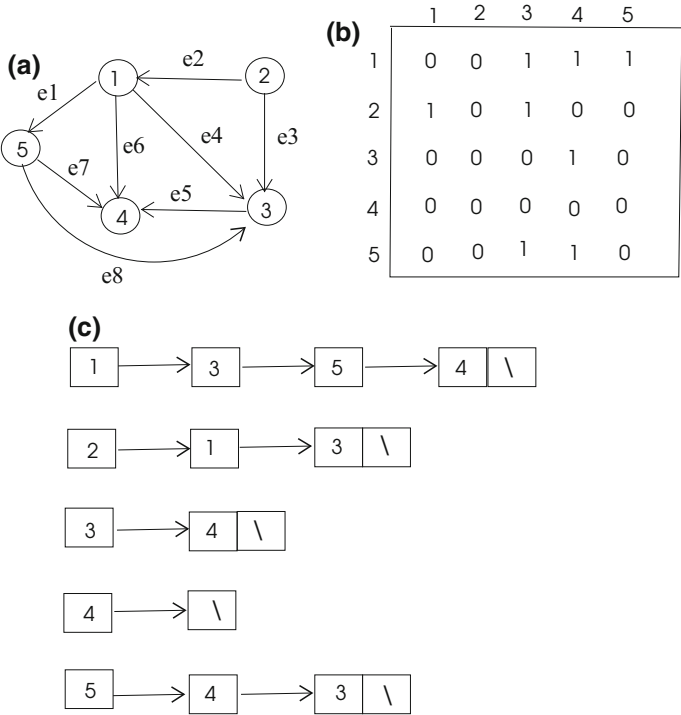 (a)
e2
1
2
e1
e4
e3
e6
5
e7
e5
4
3
e8
(b)
1 2 3 4 5
1 0 0 1 1 1
2 1 0 1 0 0
3 0 0 0 1 0
4 0 0 0 0 0
5 0 0 1 1 0
(c)
1 3 5 4 \
2 1 3 \
3 4 \
4 \
5 4 3 \